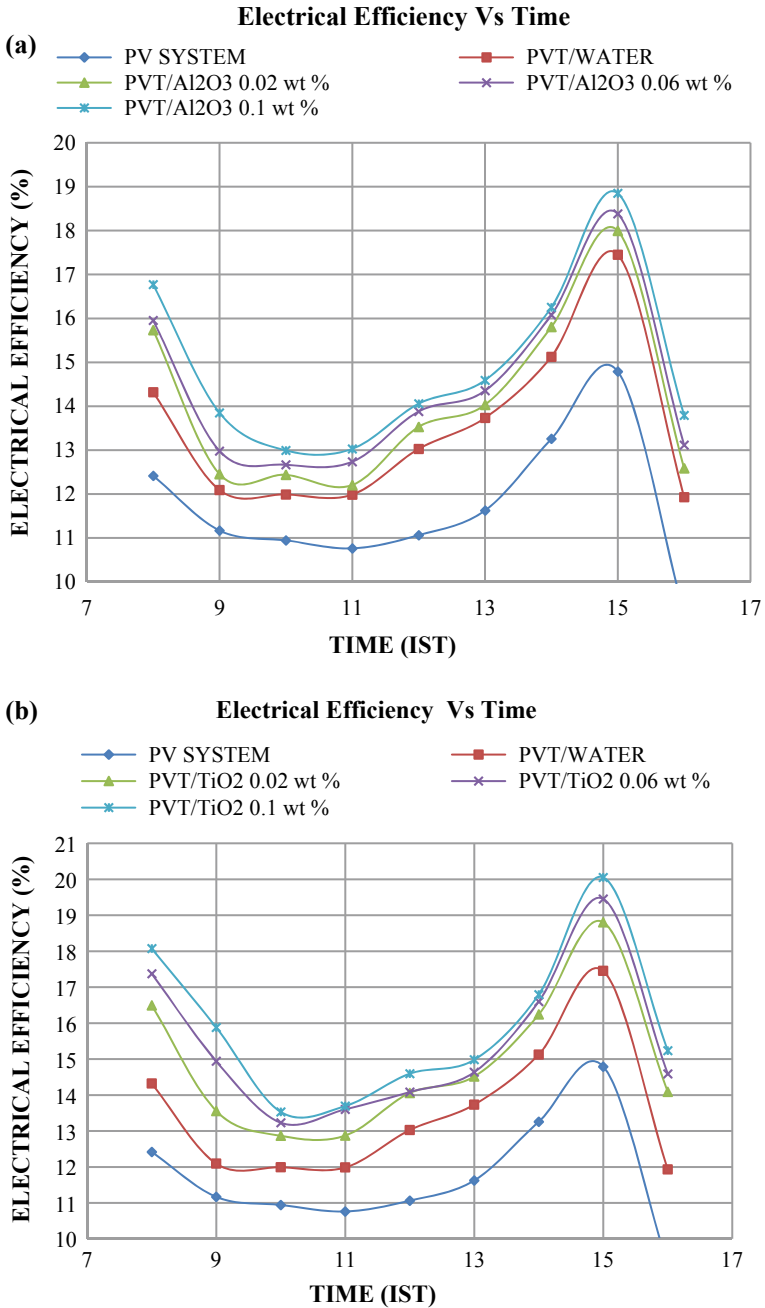 Electrical Efficiency Vs Time
(a)
PV SYSTEM
PVT/WATER
PVT/Al2O3 0.02 wt %
PVT/Al2O3 0.06 wt %
PVT/Al2O3 0.1 wt %
ELECTRICAL EFFICIENCY (%)
20
19
18
17
16
15
14
13
12
11
10
7 9 11 13 15 17
TIME (IST)
(b)
Electrical Efficiency Vs Time
PV SYSTEM
PVT/WATER
PVT/TiO2 0.02 wt %
PVT/TiO2 0.06 wt %
PVT/TiO2 0.1 wt %
ELECTRICAL EFFICIENCY (%)
21
20
19
18
17
16
15
14
13
12
11
10
7 9 11 13 15 17
TIME (IST)